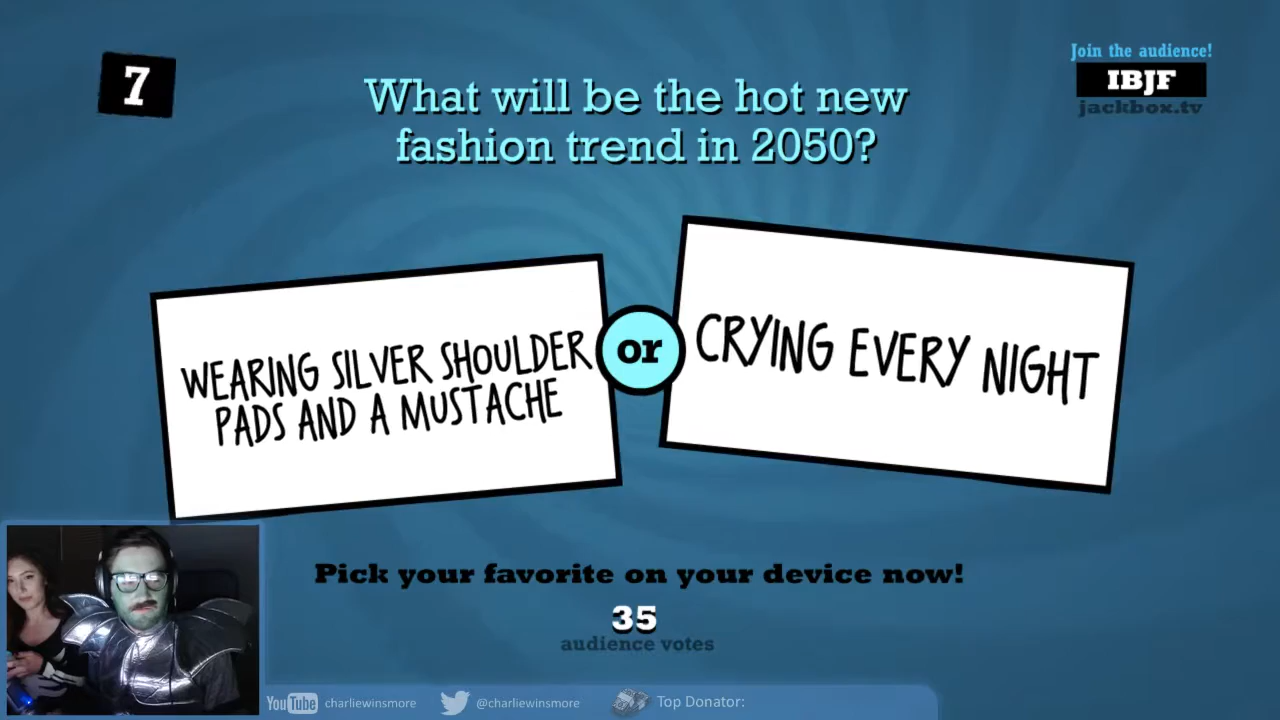 7
What will be the hot new
fashion trend in 2050?
Join the audience!
IBJF
jackbox.tv
WEARING SILVER SHOULDER
PADS AND A MUSTACHE
or
CRYING EVERY NIGHT
Pick your favorite on your device now!
35
audience votes
YouTube charliewinsmore
@charliewinsmore
Top Donator: